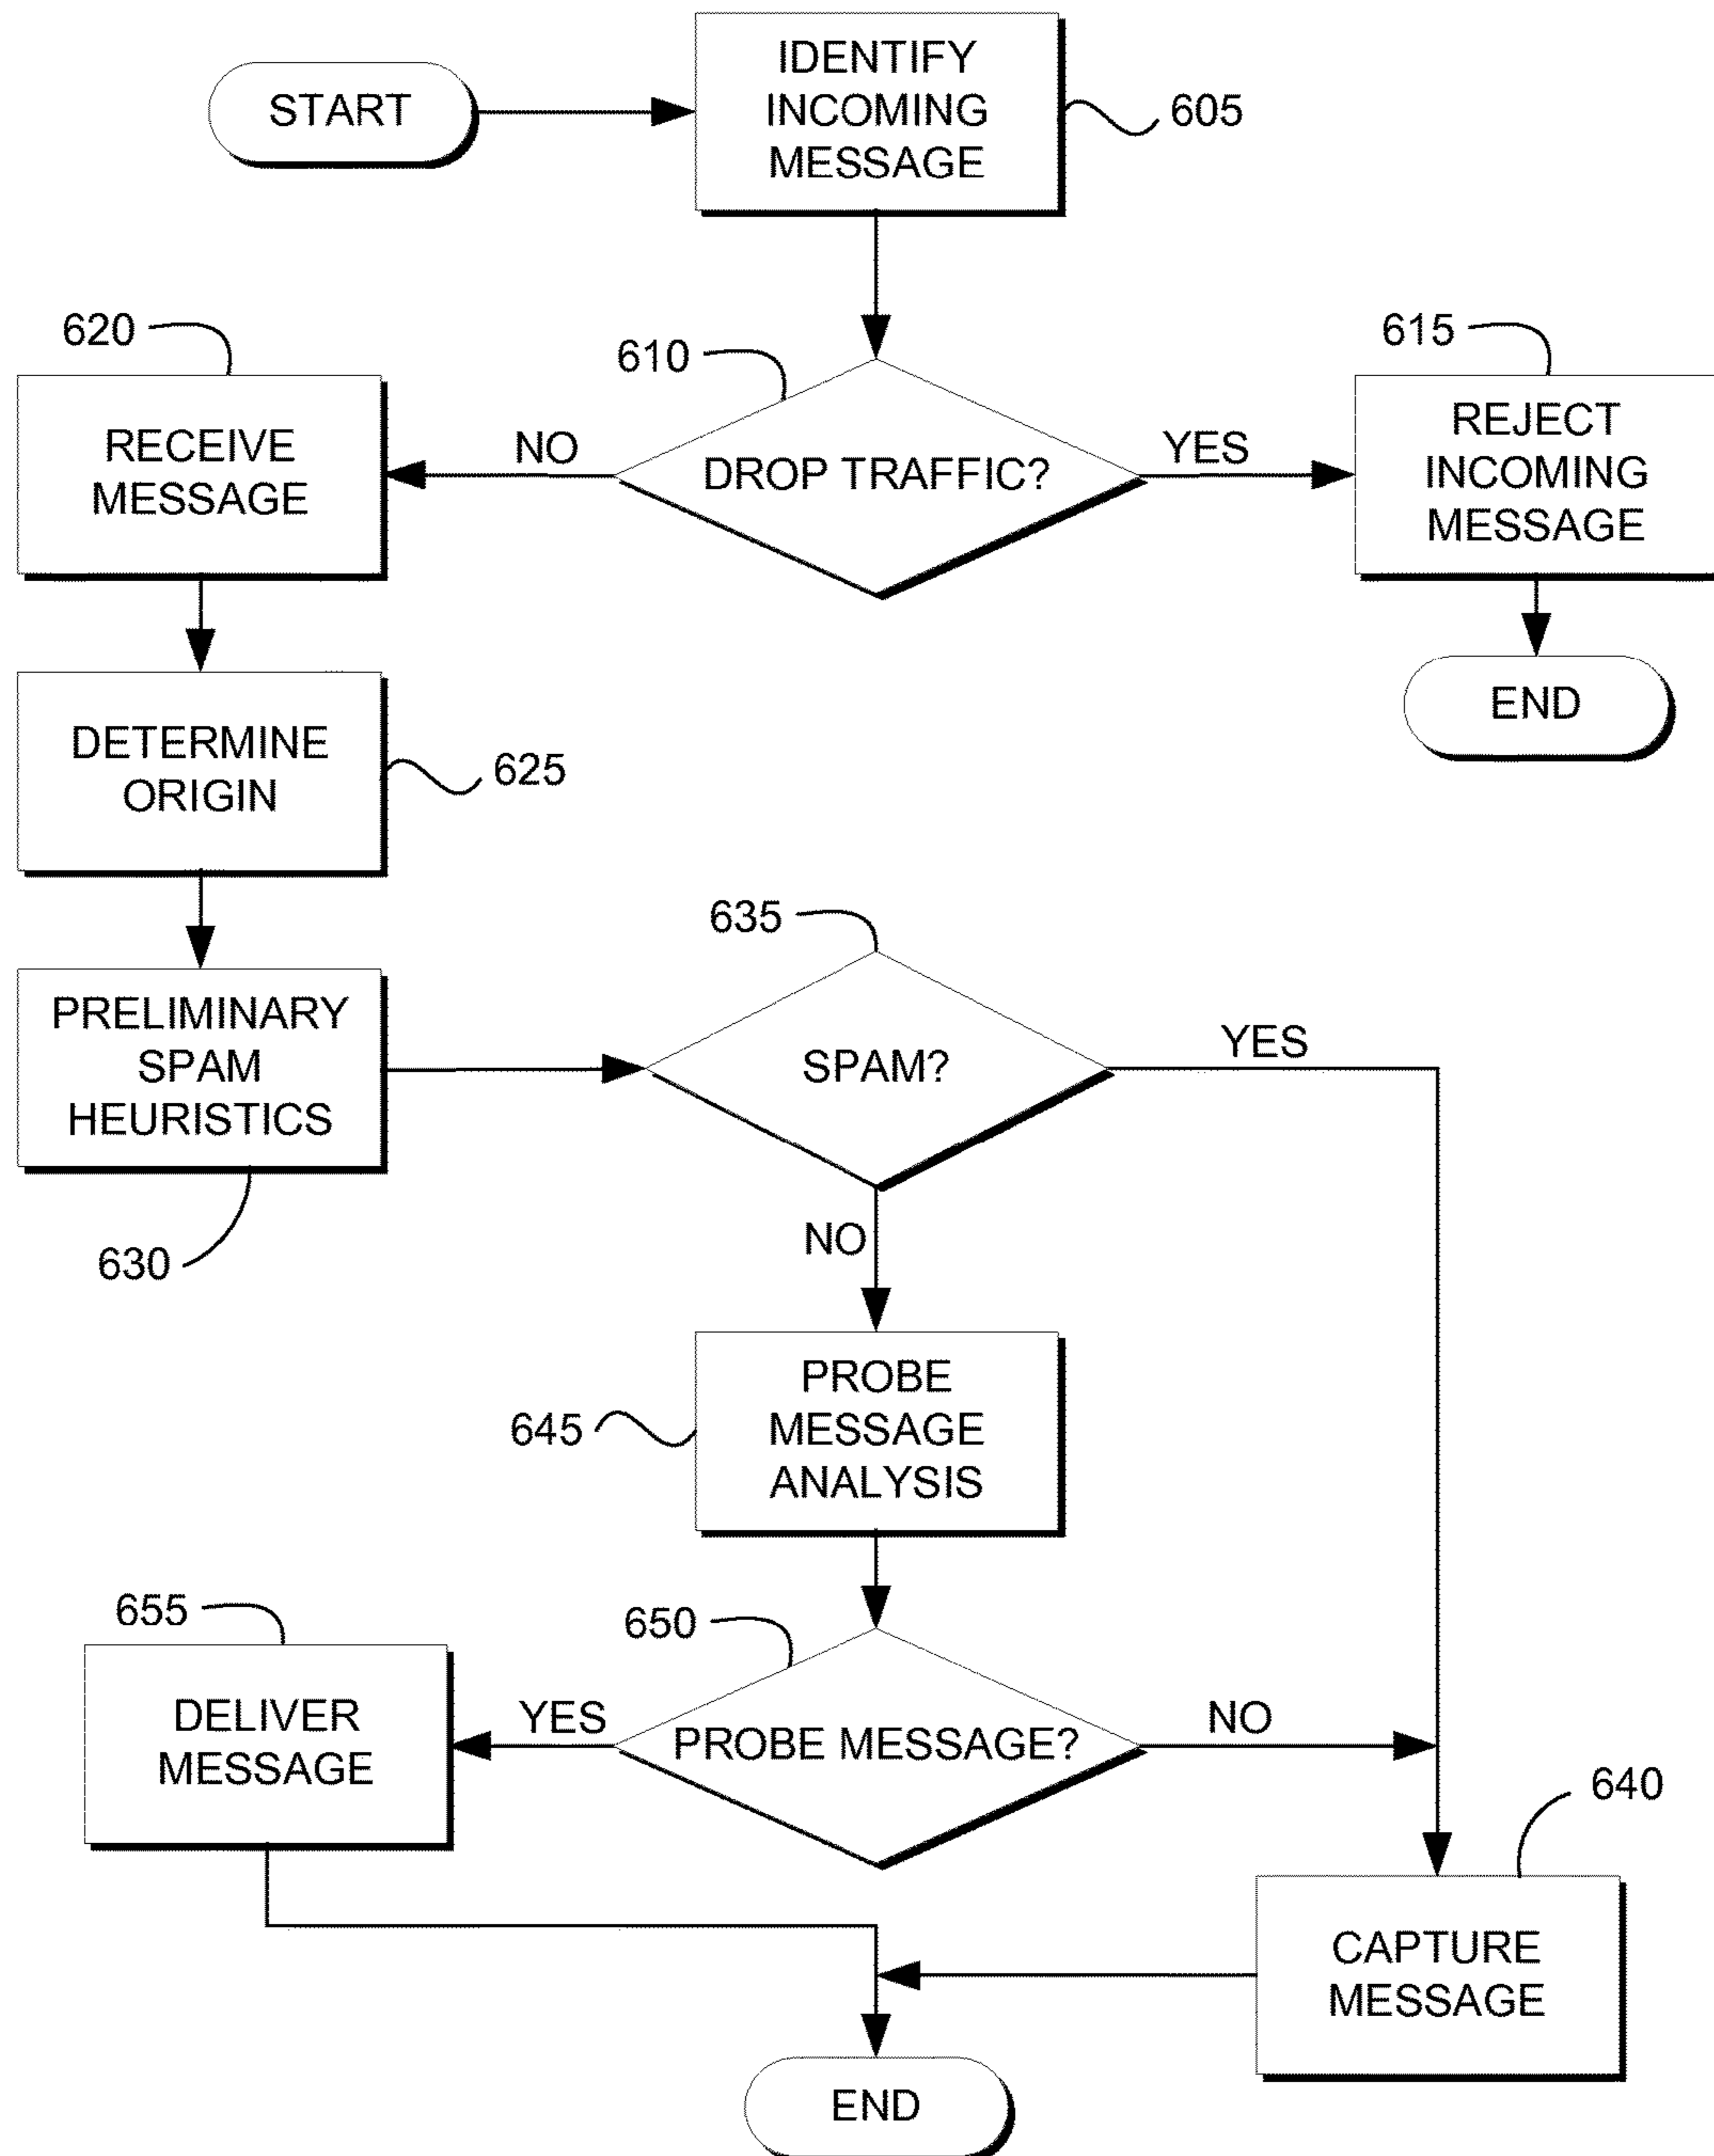 START
IDENTIFY
INCOMING
MESSAGE
605
620
610
615
RECEIVE
MESSAGE
NO
DROP TRAFFIC?
YES
REJECT
INCOMING
MESSAGE
END
DETERMINE
ORIGIN
625
635
PRELIMINARY
SPAM
HEURISTICS
630
SPAM?
YES
NO
PROBE
MESSAGE
ANALYSIS
645
655
650
DELIVER
MESSAGE
YES
PROBE MESSAGE?
NO
640
CAPTURE
MESSAGE
END